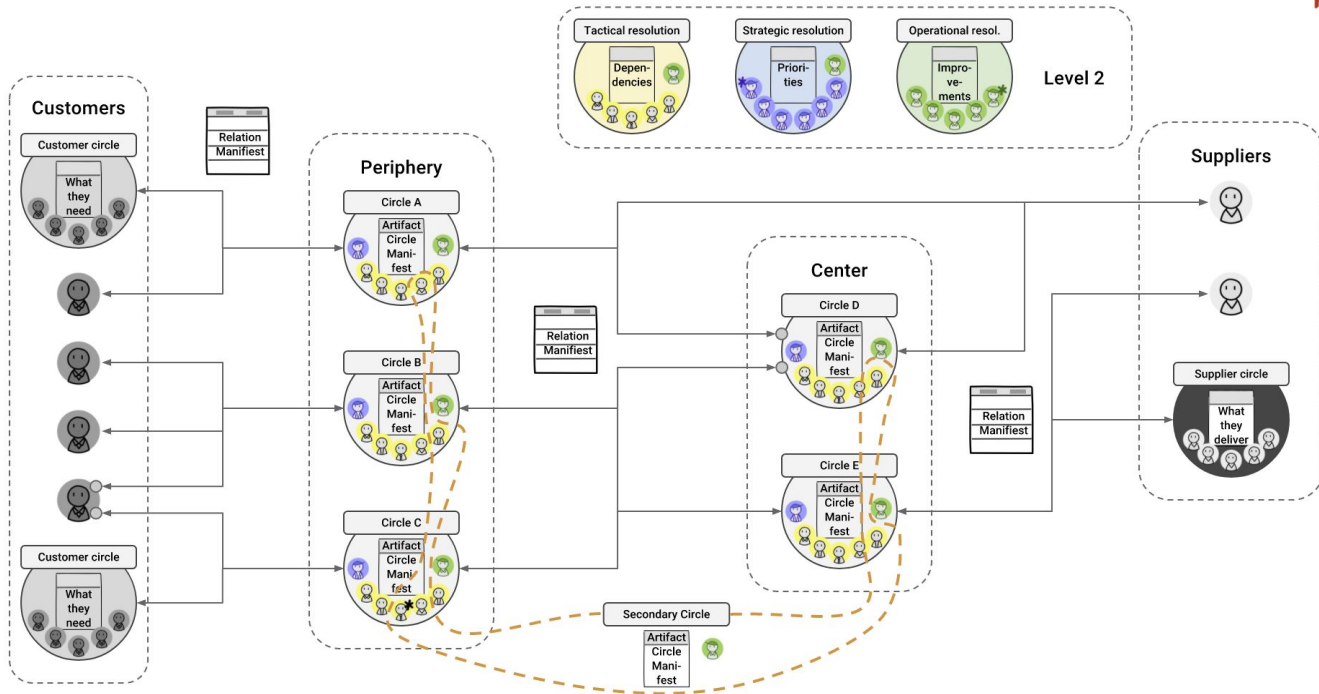 Tactical resolution
Depen-
dencies
Strategic resolution
Priori-
ties
Operational resol.
Impro-
ve-
ments
Level 2
Customers
Customer circle
What
they
need
Relation
Manifiest
Periphery
Circle A
Artifact
Circle
Mani-
fest
Circle B
Artifact
Circle
Mani-
fest
Circle C
Artifact
Circle
Mani
fest
Customer circle
What
they
need
Relation
Manifiest
Center
Circle D
Artifact
Circle
Mani-
fest
Circle E
Artifact
Circle
Mani-
fest
Secondary Circle
Artifact
Circle
Mani-
fest
Relation
Manifiest
Suppliers
Supplier circle
What
they
deliver